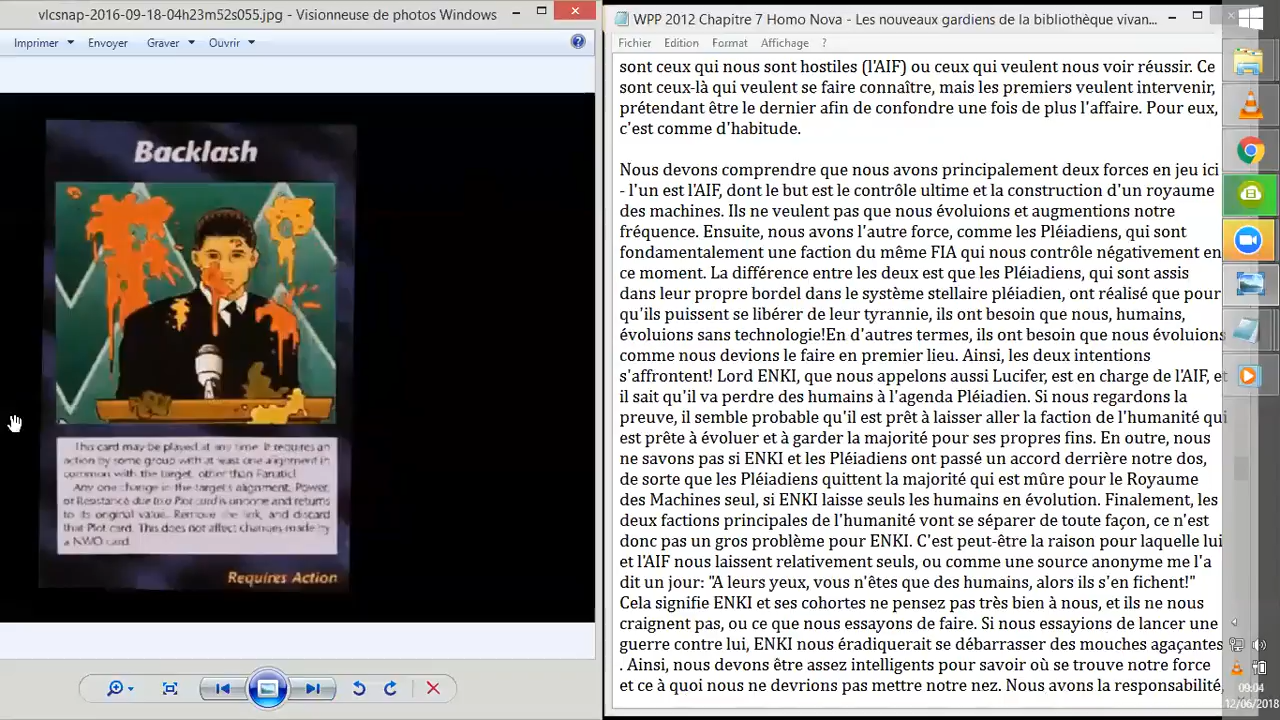 vlcsnap-2016-09-18-04h23m52s055.jpg - Visionneuse de photos Windows
Imprimer Envoyer Graver Ouvrir
Backlash
This card may be played at any time. It requires an
action by some group with at least one alignment in
common with the target, other than Fanatic.
Any one change in the target's alignment, Power,
or Resistance due to a Plot card is undone and returns
to its original value. Remove the link, and discard
that Plot card. This does not affect changes made by
a NWO card.
Requires Action
WPP 2012 Chapitre 7 Homo Nova - Les nouveaux gardiens de la bibliothèque vivan...
Fichier Edition Format Affichage ?
sont ceux qui nous sont hostiles (l'AIF) ou ceux qui veulent nous voir réussir. Ce
sont ceux-là qui veulent se faire connaître, mais les premiers veulent intervenir,
prétendant être le dernier afin de confondre une fois de plus l'affaire. Pour eux,
c'est comme d'habitude.
Nous devons comprendre que nous avons principalement deux forces en jeu ici
- l'un est l'AIF, dont le but est le contrôle ultime et la construction d'un royaume
des machines. Ils ne veulent pas que nous évoluions et augmentions notre
fréquence. Ensuite, nous avons l'autre force, comme les Pléiadiens, qui sont
fondamentalement une faction du même FIA qui nous contrôle négativement en
ce moment. La différence entre les deux est que les Pléiadiens, qui sont assis
dans leur propre bordel dans le système stellaire pléiadien, ont réalisé que pour
qu'ils puissent se libérer de leur tyrannie, ils ont besoin que nous, humains,
évoluions sans technologie!En d'autres termes, ils ont besoin que nous évoluions
comme nous devions le faire en premier lieu. Ainsi, les deux intentions
s'affrontent! Lord ENKI, que nous appelons aussi Lucifer, est en charge de l'AIF, et
il sait qu'il va perdre des humains à l'agenda Pléiadien. Si nous regardons la
preuve, il semble probable qu'il est prêt à laisser aller la faction de l'humanité qui
est prête à évoluer et à garder la majorité pour ses propres fins. En outre, nous
ne savons pas si ENKI et les Pléiadiens ont passé un accord derrière notre dos,
de sorte que les Pléiadiens quittent la majorité qui est mûre pour le Royaume
des Machines seul, si ENKI laisse seuls les humains en évolution. Finalement, les
deux factions principales de l'humanité vont se séparer de toute façon, ce n'est
donc pas un gros problème pour ENKI. C'est peut-être la raison pour laquelle lui
et l'AIF nous laissent relativement seuls, ou comme une source anonyme me l'a
dit un jour: "A leurs yeux, vous n'êtes que des humains, alors ils s'en fichent!"
Cela signifie ENKI et ses cohortes ne pensez pas très bien à nous, et ils ne nous
craignent pas, ou ce que nous essayons de faire. Si nous essayions de lancer une
guerre contre lui, ENKI nous éradiquerait se débarrasser des mouches agaçantes
. Ainsi, nous devons être assez intelligents pour savoir où se trouve notre force
et ce à quoi nous ne devrions pas mettre notre nez. Nous avons la responsabilité,
09:04
12/06/2018